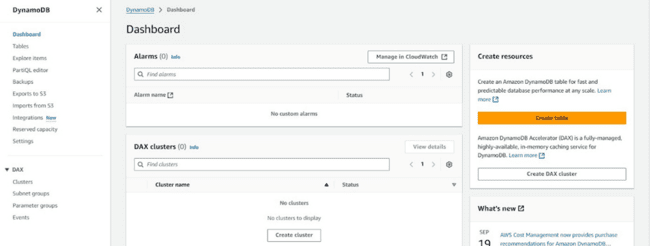 DynamoDB
Dashboard
Tables
Explore items
PartiQL editor
Backups
Exports to S3
Imports from S3
Integrations New
Reserved capacity
Settings
DAX
Clusters
Subnet groups
Parameter groups
Events
DynamoDB > Dashboard
Dashboard
Alarms (0) Info
Manage in CloudWatch
Find alarms
1
Alarm name
Status
No custom alarms
DAX clusters (0) Info
View details
Find clusters
1
Cluster name
Status
No clusters
No clusters to display
Create cluster
Create resources
Create an Amazon DynamoDB table for fast and
predictable database performance at any scale. Learn
more
Create table
Amazon DynamoDB Accelerator (DAX) is a fully-managed,
highly-available, in-memory caching service for
DynamoDB. Learn more
Create DAX cluster
What's new
SEP
19
AWS Cost Management now provides purchase
recommendations for Amazon DynamoDB...